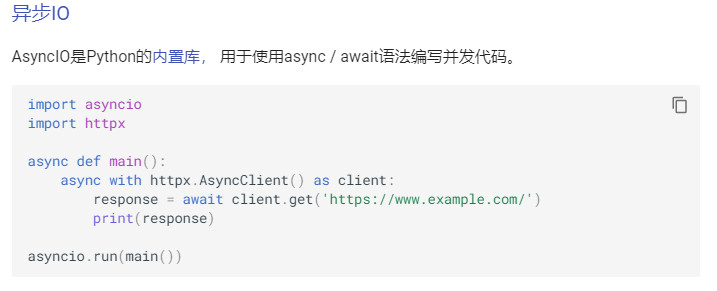 异步IO
AsyncIO是Python的内置库， 用于使用async / await语法编写并发代码。
import asyncio
import httpx
async def main():
    async with httpx.AsyncClient() as client:
        response = await client.get('https://www.example.com/')
        print(response)
asyncio.run(main())